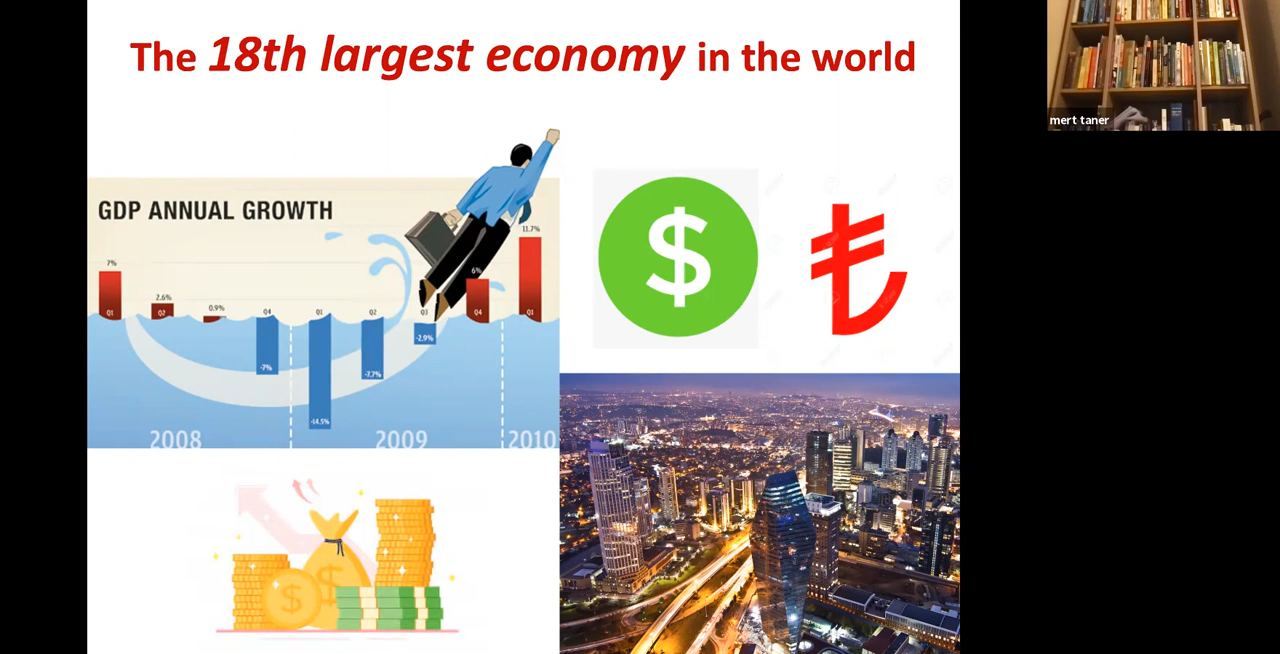 The 18th largest economy in the world
mert taner
GDP ANNUAL GROWTH
$
₺
7%
2.6%
0.9%
6%
11.7%
Q1
Q2
Q4
Q1
Q2
Q3
Q4
Q1
-7%
-14.5%
-7.7%
-2.9%
2008
2009
2010
$
$